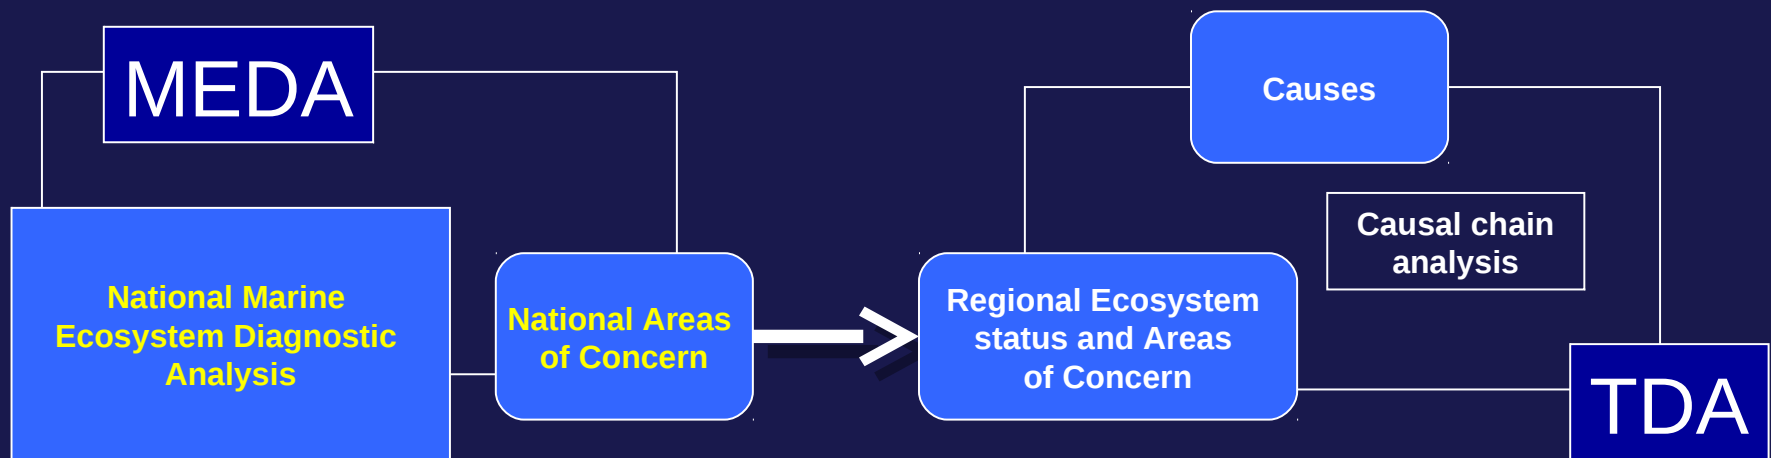 MEDA
National Marine
Ecosystem Diagnostic
Analysis
National Areas
of Concern
Causes
Causal chain
analysis
Regional Ecosystem
status and Areas
of Concern
TDA